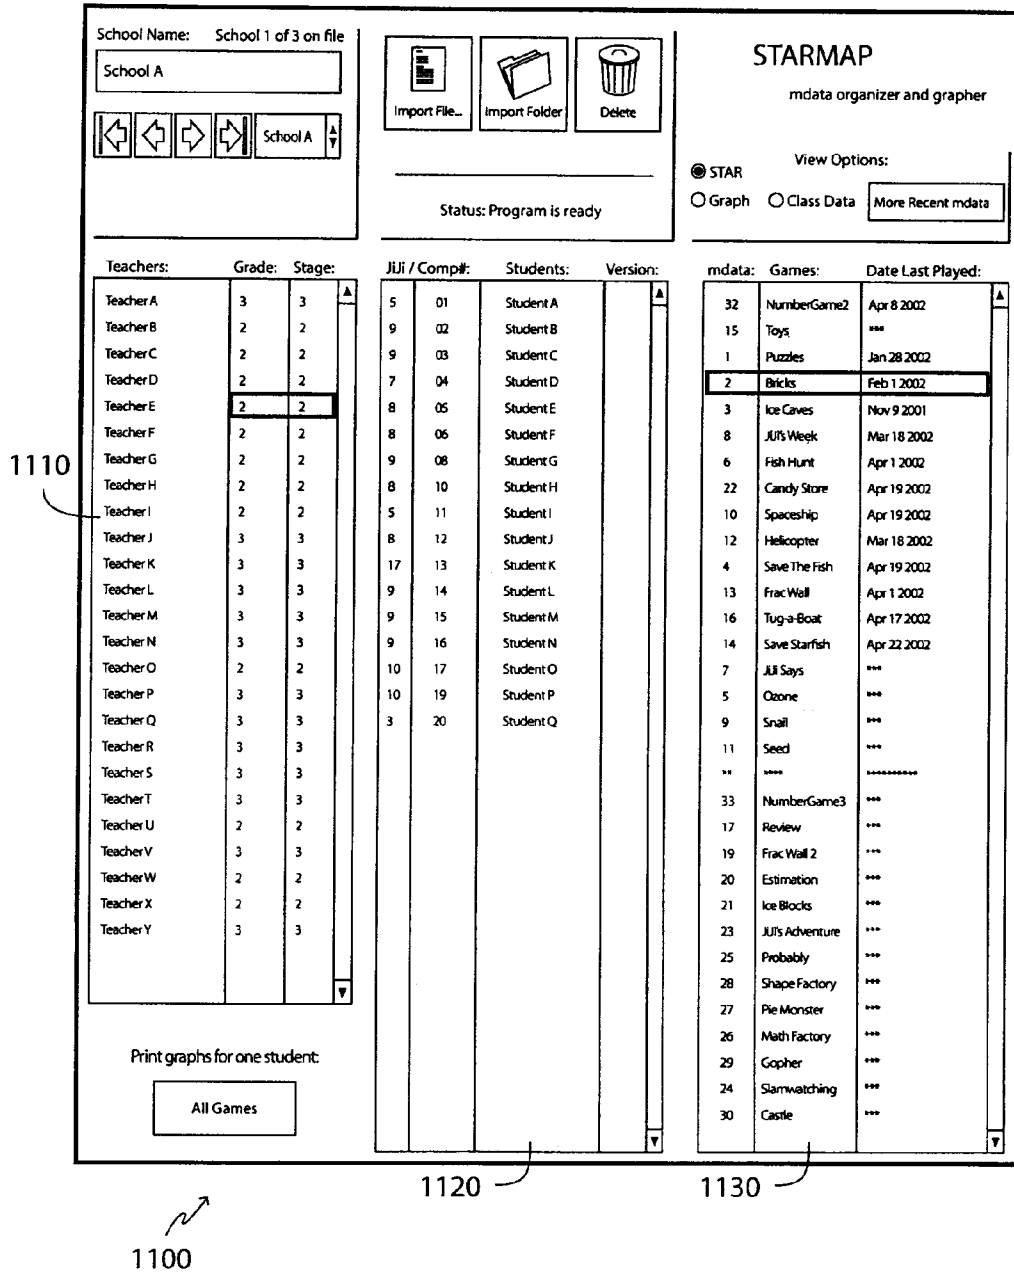 School Name: School 1 of 3 on file
School A
School A
Import File...
Import Folder
Delete
Status: Program is ready
STARMAP
mdata organizer and grapher
View Options:
STAR
Graph
Class Data
More Recent mdata
Teachers: Grade: Stage:
Teacher A 3 3
Teacher B 2 2
Teacher C 2 2
Teacher D 2 2
Teacher E 2 2
Teacher F 2 2
Teacher G 2 2
Teacher H 2 2
Teacher I 2 2
Teacher J 3 3
Teacher K 3 3
Teacher L 3 3
Teacher M 3 3
Teacher N 3 3
Teacher O 2 2
Teacher P 3 3
Teacher Q 3 3
Teacher R 3 3
Teacher S 3 3
Teacher T 3 3
Teacher U 2 2
Teacher V 3 3
Teacher W 2 2
Teacher X 2 2
Teacher Y 3 3
Print graphs for one student:
All Games
JiJi / Comp#: Students: Version:
5 01 Student A
9 02 Student B
9 03 Student C
7 04 Student D
8 05 Student E
8 06 Student F
9 08 Student G
8 10 Student H
5 11 Student I
8 12 Student J
17 13 Student K
9 14 Student L
9 15 Student M
9 16 Student N
10 17 Student O
10 19 Student P
3 20 Student Q
mdata: Games: Date Last Played:
32 NumberGame2 Apr 8 2002
15 Toys ***
1 Puzzles Jan 28 2002
2 Bricks Feb 1 2002
3 Ice Caves Nov 9 2001
8 JiJi's Week Mar 18 2002
6 Fish Hunt Apr 1 2002
22 Candy Store Apr 19 2002
10 Spaceship Apr 19 2002
12 Helicopter Mar 18 2002
4 Save The Fish Apr 19 2002
13 Frac Wall Apr 1 2002
16 Tug-a-Boat Apr 17 2002
14 Save Starfish Apr 22 2002
7 JiJi Says ***
5 Ozone ***
9 Snail ***
11 Seed ***
** **** **********
33 NumberGame3 ***
17 Review ***
19 Frac Wall 2 ***
20 Estimation ***
21 Ice Blocks ***
23 JiJi's Adventure ***
25 Probably ***
28 Shape Factory ***
27 Pie Monster ***
26 Math Factory ***
29 Gopher ***
24 Slamwatching ***
30 Castle ***
1110
1120
1130
1100